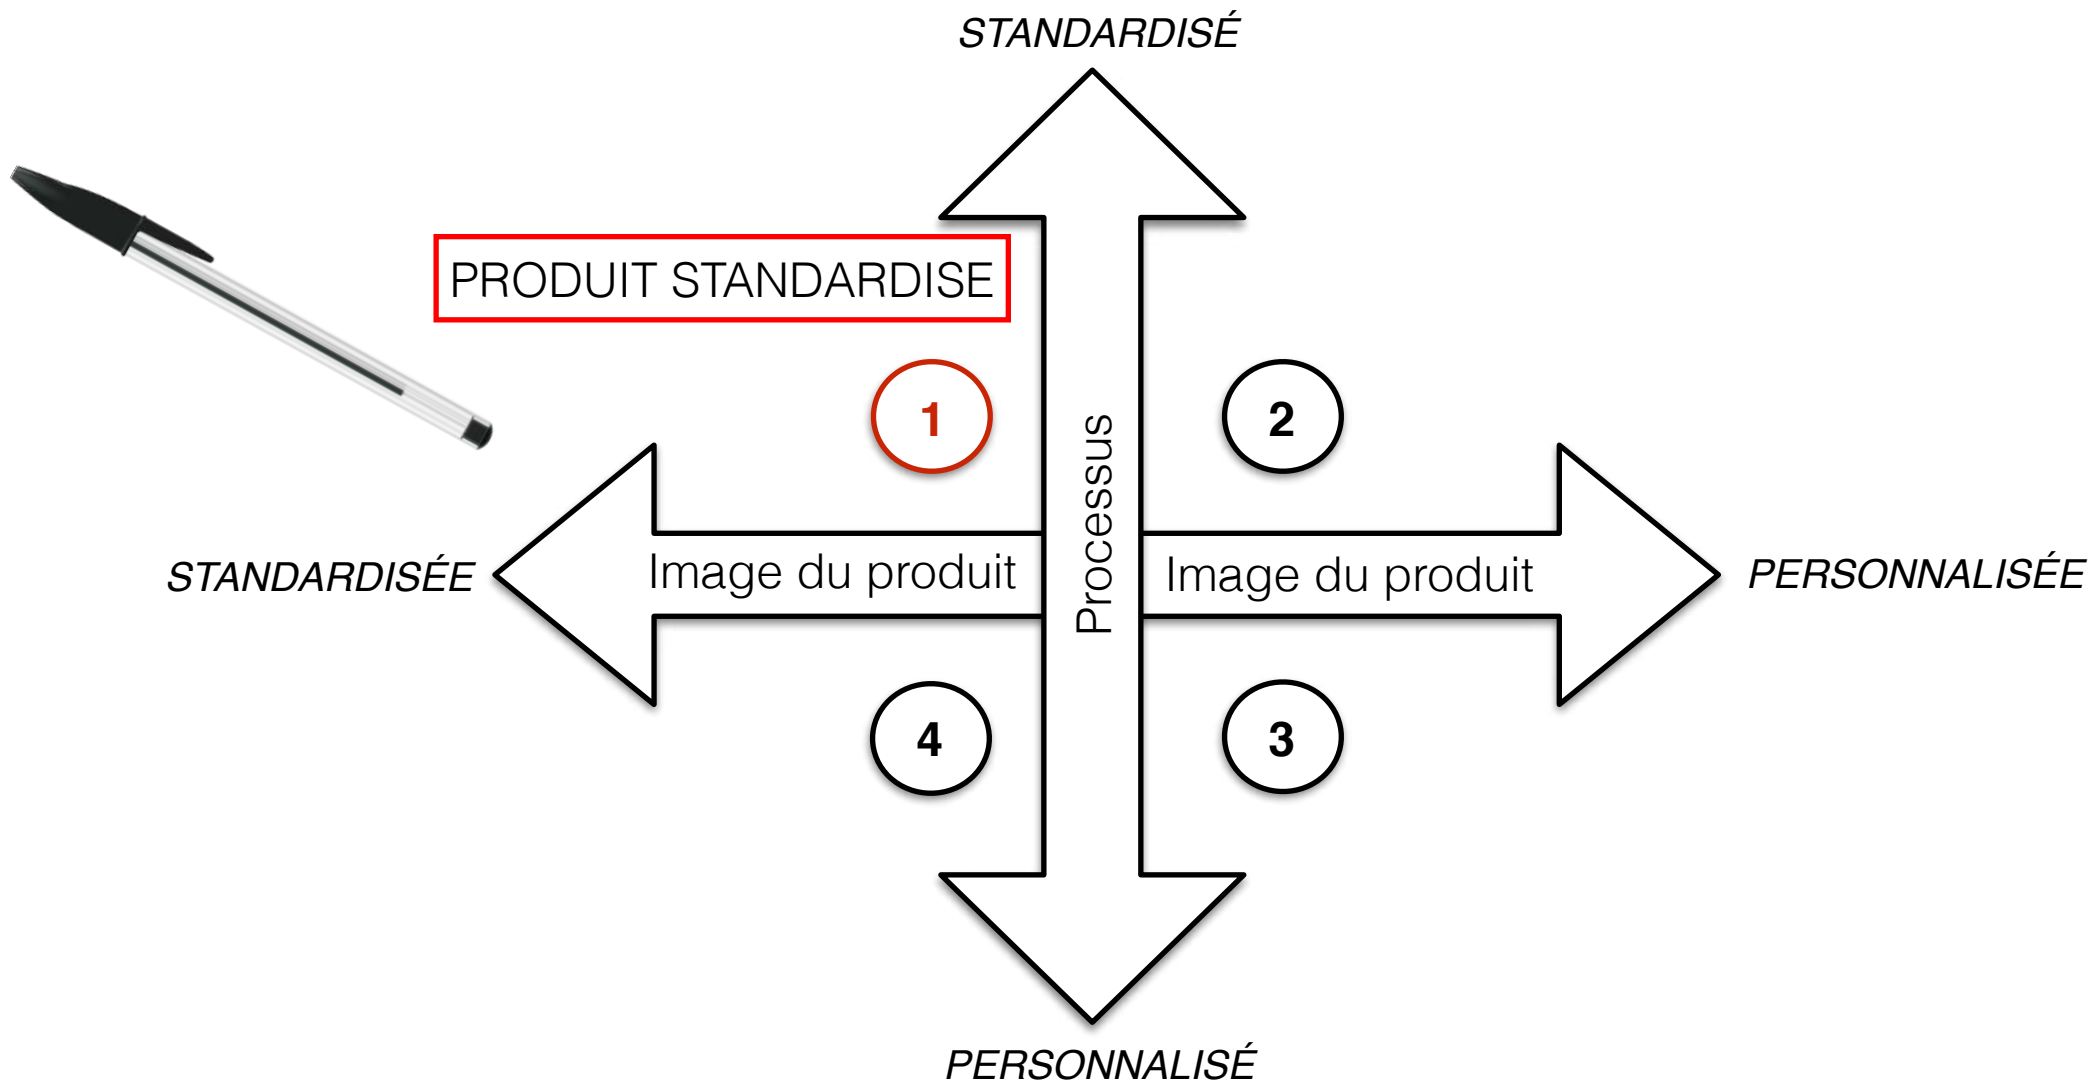 STANDARDISÉ
PRODUIT STANDARDISE
1
2
Processus
STANDARDISÉE
Image du produit
Image du produit
PERSONNALISÉE
4
3
PERSONNALISÉ